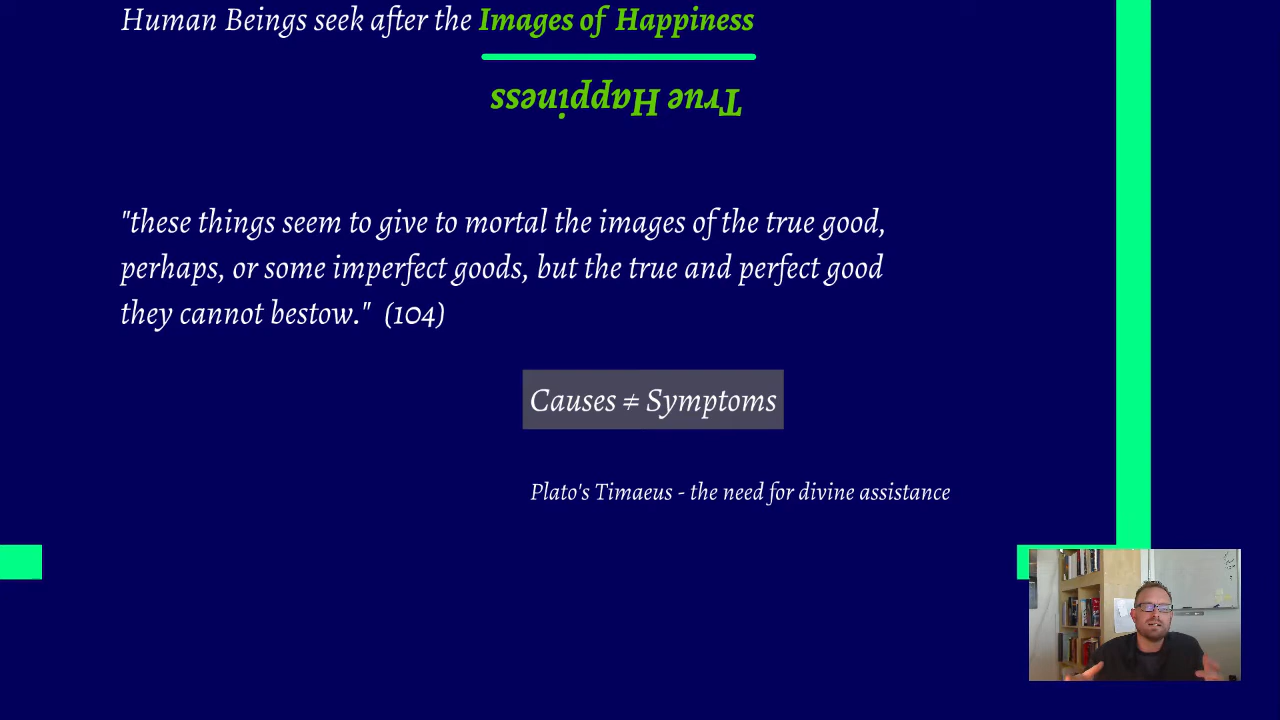 Human Beings seek after the Images of Happiness
True Happiness
"these things seem to give to mortal the images of the true good,
perhaps, or some imperfect goods, but the true and perfect good
they cannot bestow." (104)
Causes ≠ Symptoms
Plato's Timaeus - the need for divine assistance